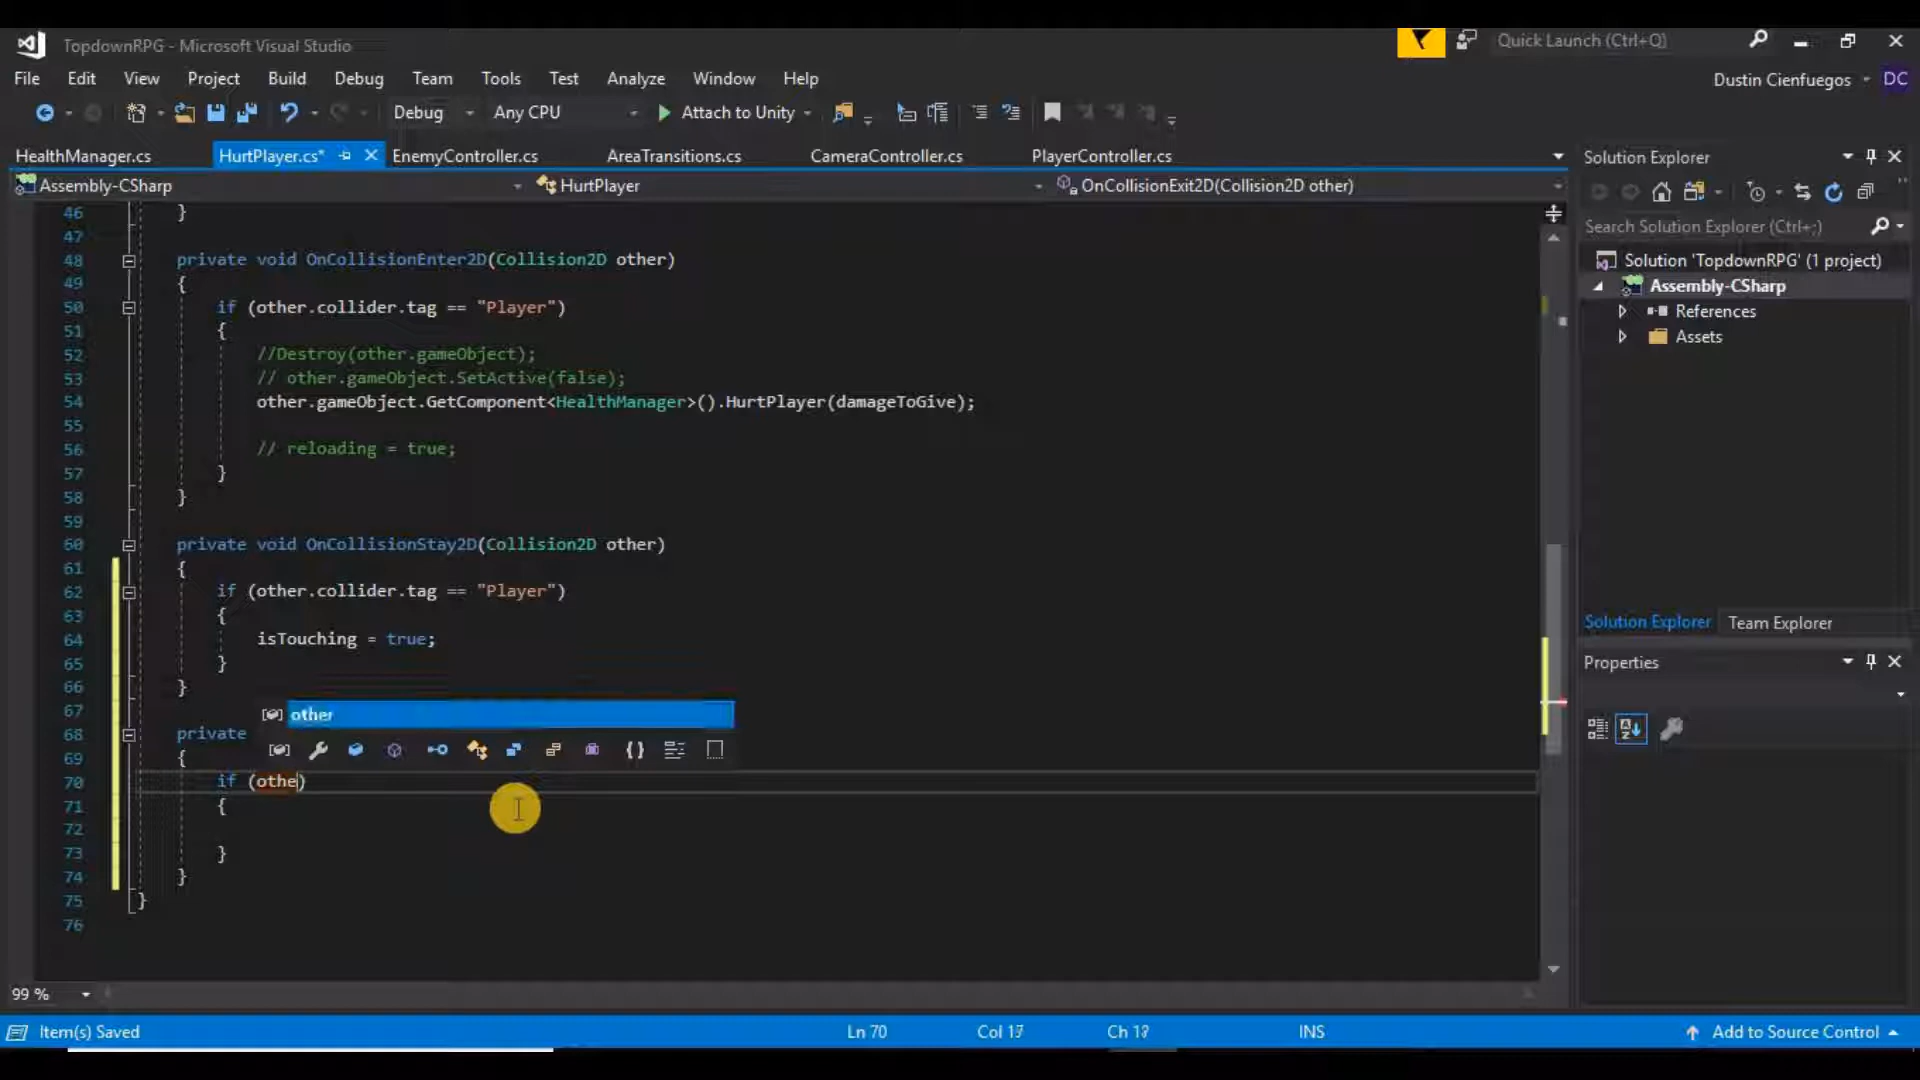 TopdownRPG - Microsoft Visual Studio
Quick Launch (Ctrl+Q)
File Edit View Project Build Debug Team Tools Test Analyze Window Help
Dustin Cienfuegos DC
Debug Any CPU Attach to Unity
HealthManager.cs HurtPlayer.cs* EnemyController.cs AreaTransitions.cs CameraController.cs PlayerController.cs
Assembly-CSharp HurtPlayer OnCollisionExit2D(Collision2D other)
46 }
47
48 private void OnCollisionEnter2D(Collision2D other)
49 {
50 if (other.collider.tag == "Player")
51 {
52 //Destroy(other.gameObject);
53 // other.gameObject.SetActive(false);
54 other.gameObject.GetComponent<HealthManager>().HurtPlayer(damageToGive);
55
56 // reloading = true;
57 }
58 }
59
60 private void OnCollisionStay2D(Collision2D other)
61 {
62 if (other.collider.tag == "Player")
63 {
64 isTouching = true;
65 }
66 }
67
other
68 private
69 {
70 if (othe)
71 {
72
73 }
74 }
75 }
76
99 %
Solution Explorer
Search Solution Explorer (Ctrl+;)
Solution 'TopdownRPG' (1 project)
Assembly-CSharp
References
Assets
Solution Explorer Team Explorer
Properties
Item(s) Saved Ln 70 Col 17 Ch 17 INS Add to Source Control